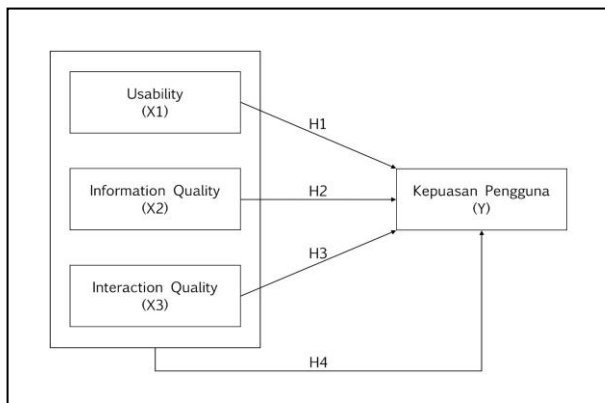 Usability
(X1)
H1
Information Quality
(X2)
H2
Kepuasan Pengguna
(Y)
H3
Interaction Quality
(X3)
H4